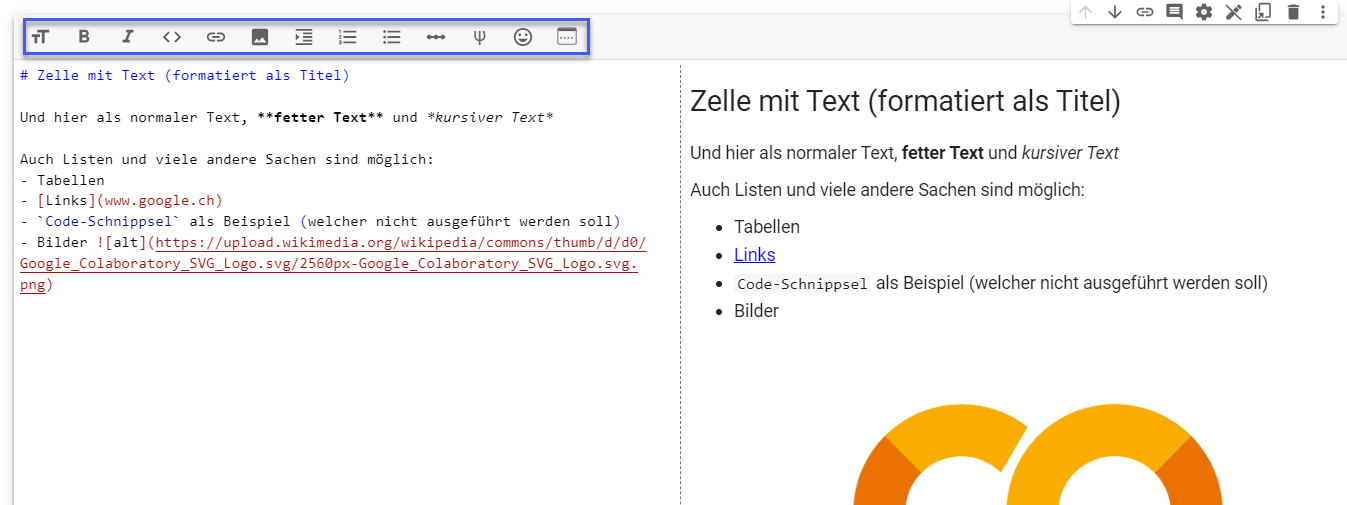 # Zelle mit Text (formatiert als Titel)
Und hier als normaler Text, **fetter Text** und *kursiver Text*
Auch Listen und viele andere Sachen sind möglich:
- Tabellen
- [Links](www.google.ch)
- `Code-Schnippsel` als Beispiel (welcher nicht ausgeführt werden soll)
- Bilder ![alt](https://upload.wikimedia.org/wikipedia/commons/thumb/d/d0/
Google_Colaboratory_SVG_Logo.svg/2560px-Google_Colaboratory_SVG_Logo.svg.
png)
Zelle mit Text (formatiert als Titel)
Und hier als normaler Text, fetter Text und kursiver Text
Auch Listen und viele andere Sachen sind möglich:
• Tabellen
• Links
• Code-Schnippsel als Beispiel (welcher nicht ausgeführt werden soll)
• Bilder